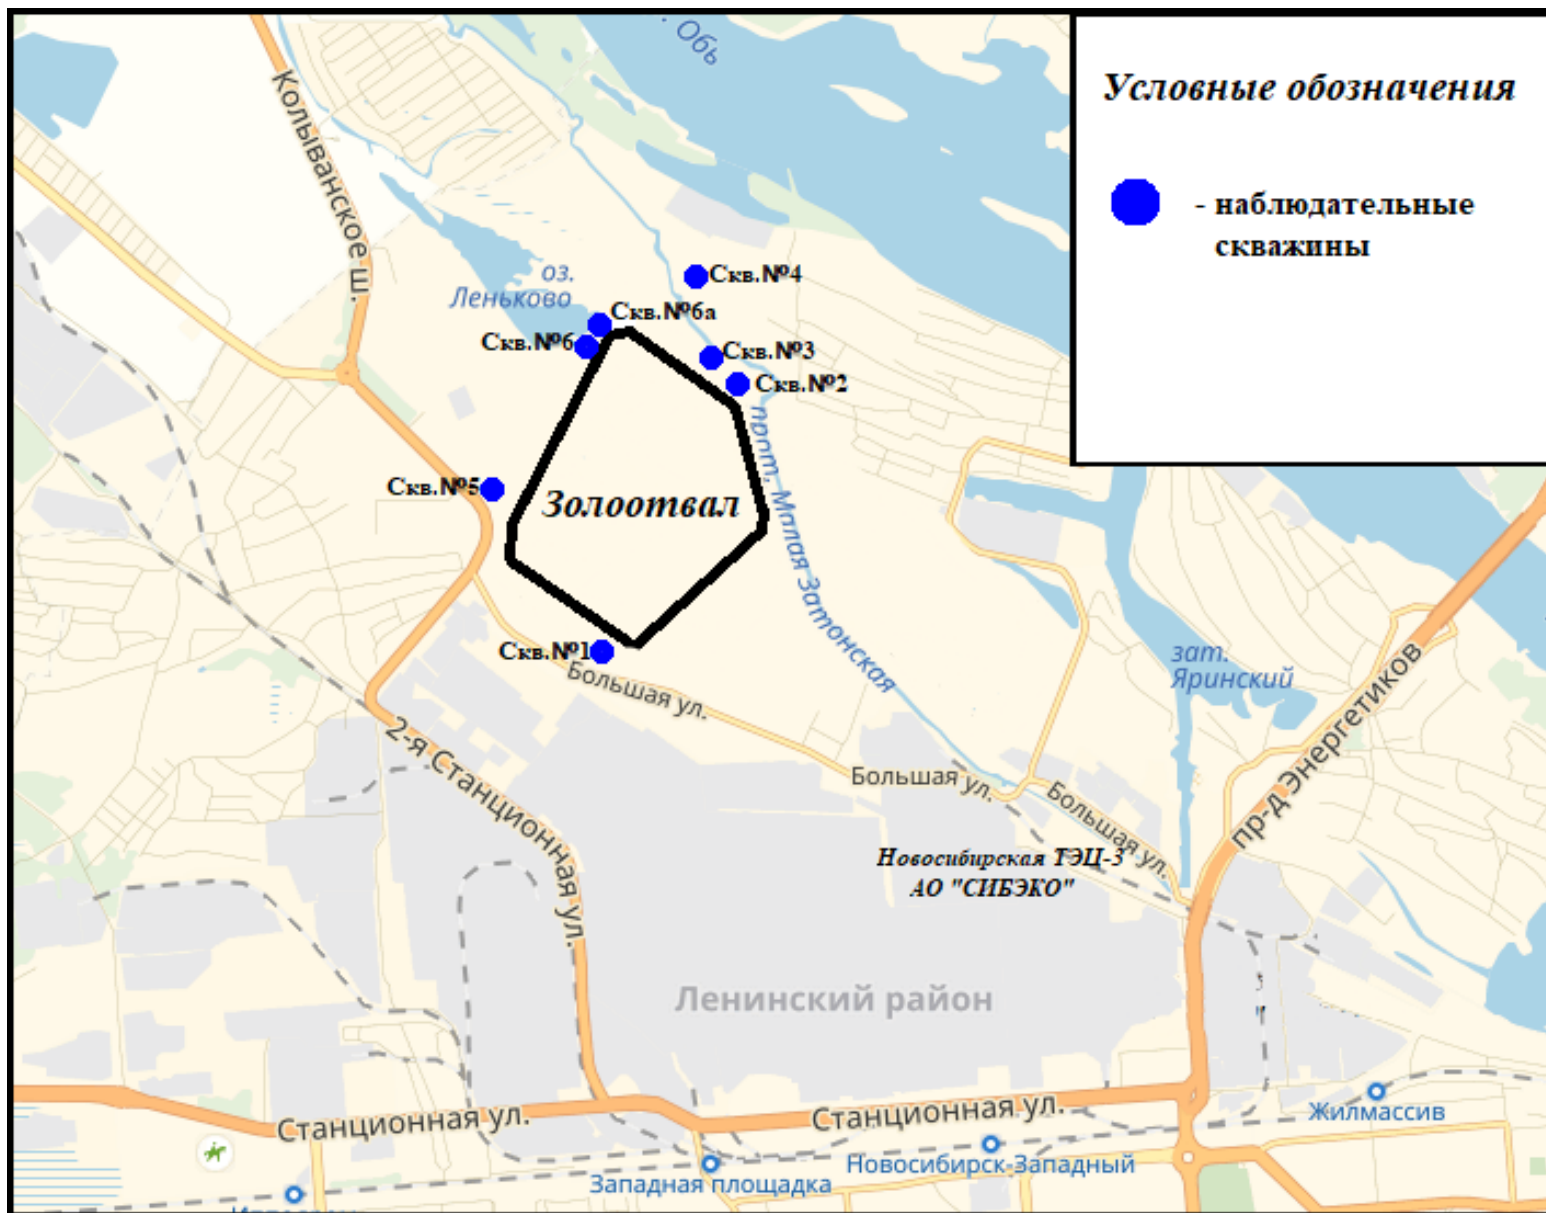 . Обь
Условные обозначения
Колыванское ш.
- наблюдательные
скважины
оз.
Леньково
Скв.№4
Скв.№6а
Скв.№6
Скв.№3
Скв.№2
Скв.№5
Золоотвал
прот. Малая Затонская
Скв.№1
Большая ул.
зат.
Яринский
2-я Станционная ул.
Большая ул.
Большая ул.
пр-д Энергетиков
Новосибирская ТЭЦ-3
АО "СИБЭКО"
Ленинский район
Станционная ул.
Станционная ул.
Жилмассив
Новосибирск-Западный
Западная площадка